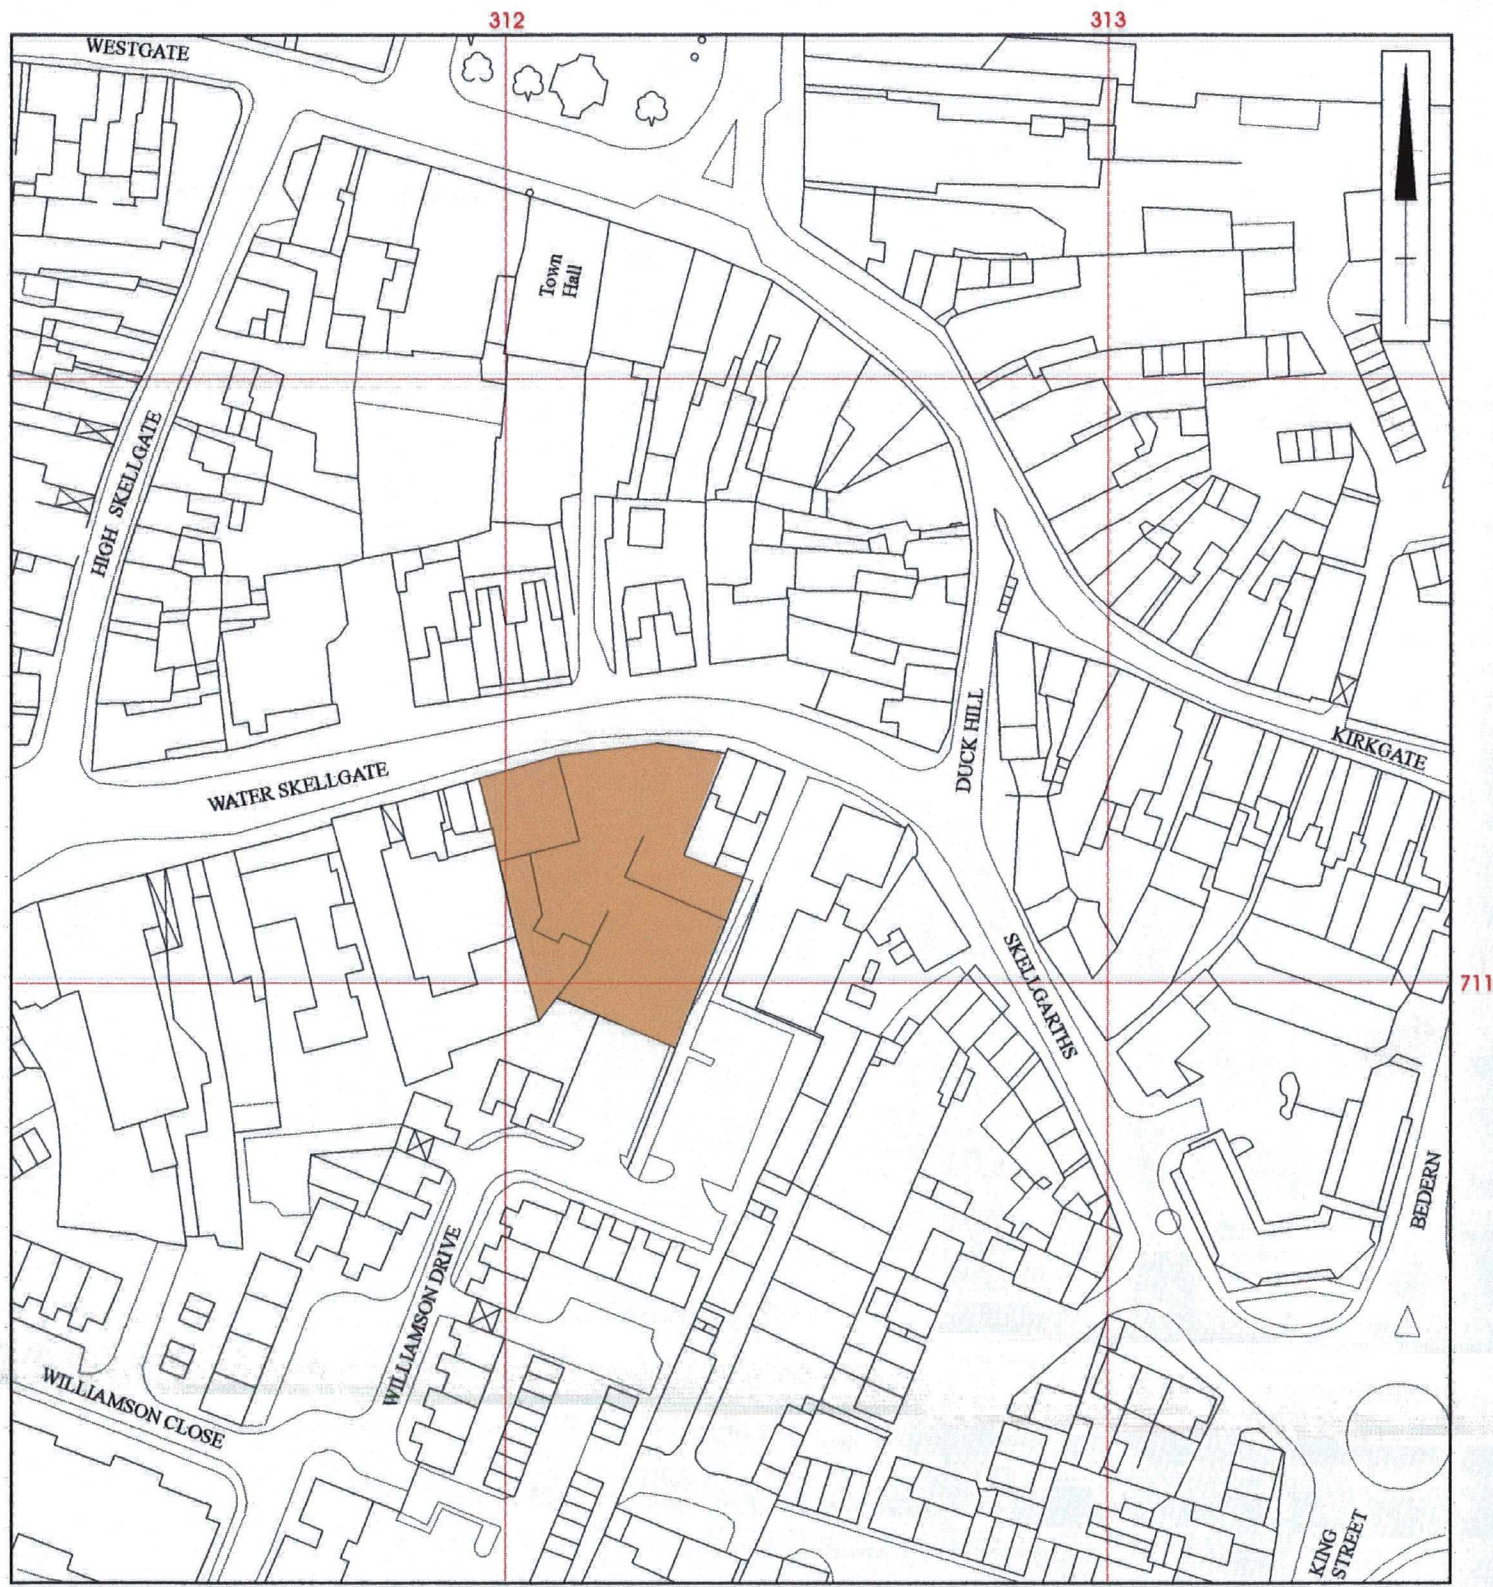 312
313
WESTGATE
Town
Hall
HIGH SKELLGATE
DUCK HILL
KIRKGATE
WATER SKELLGATE
SKELLGARTHS
711
BEDERN
WILLIAMSON DRIVE
WILLIAMSON CLOSE
KING
STREET